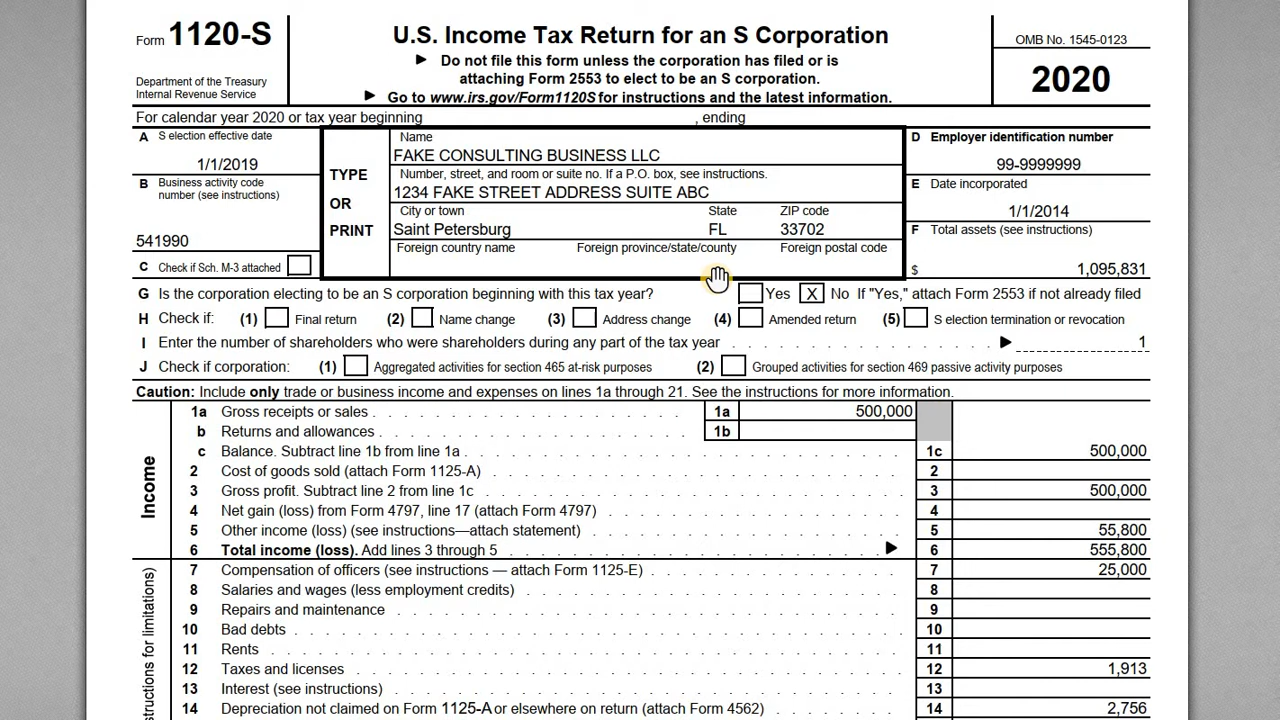 Form 1120-S
Department of the Treasury
Internal Revenue Service
U.S. Income Tax Return for an S Corporation
► Do not file this form unless the corporation has filed or is
attaching Form 2553 to elect to be an S corporation.
► Go to www.irs.gov/Form1120S for instructions and the latest information.
OMB No. 1545-0123
2020
For calendar year 2020 or tax year beginning , ending
A S election effective date
1/1/2019
B Business activity code
number (see instructions)
541990
C Check if Sch. M-3 attached
TYPE
OR
PRINT
Name
FAKE CONSULTING BUSINESS LLC
Number, street, and room or suite no. If a P.O. box, see instructions.
1234 FAKE STREET ADDRESS SUITE ABC
City or town State ZIP code
Saint Petersburg FL 33702
Foreign country name Foreign province/state/county Foreign postal code
D Employer identification number
99-9999999
E Date incorporated
1/1/2014
F Total assets (see instructions)
$ 1,095,831
G Is the corporation electing to be an S corporation beginning with this tax year? Yes X No If "Yes," attach Form 2553 if not already filed
H Check if: (1) Final return (2) Name change (3) Address change (4) Amended return (5) S election termination or revocation
I Enter the number of shareholders who were shareholders during any part of the tax year ► 1
J Check if corporation: (1) Aggregated activities for section 465 at-risk purposes (2) Grouped activities for section 469 passive activity purposes
Caution: Include only trade or business income and expenses on lines 1a through 21. See the instructions for more information.
Income
1a Gross receipts or sales 1a 500,000
b Returns and allowances 1b
c Balance. Subtract line 1b from line 1a 1c 500,000
2 Cost of goods sold (attach Form 1125-A) 2
3 Gross profit. Subtract line 2 from line 1c 3 500,000
4 Net gain (loss) from Form 4797, line 17 (attach Form 4797) 4
5 Other income (loss) (see instructions—attach statement) 5 55,800
6 Total income (loss). Add lines 3 through 5 ► 6 555,800
structions for limitations)
7 Compensation of officers (see instructions — attach Form 1125-E) 7 25,000
8 Salaries and wages (less employment credits) 8
9 Repairs and maintenance 9
10 Bad debts 10
11 Rents 11
12 Taxes and licenses 12 1,913
13 Interest (see instructions) 13
14 Depreciation not claimed on Form 1125-A or elsewhere on return (attach Form 4562) 14 2,756